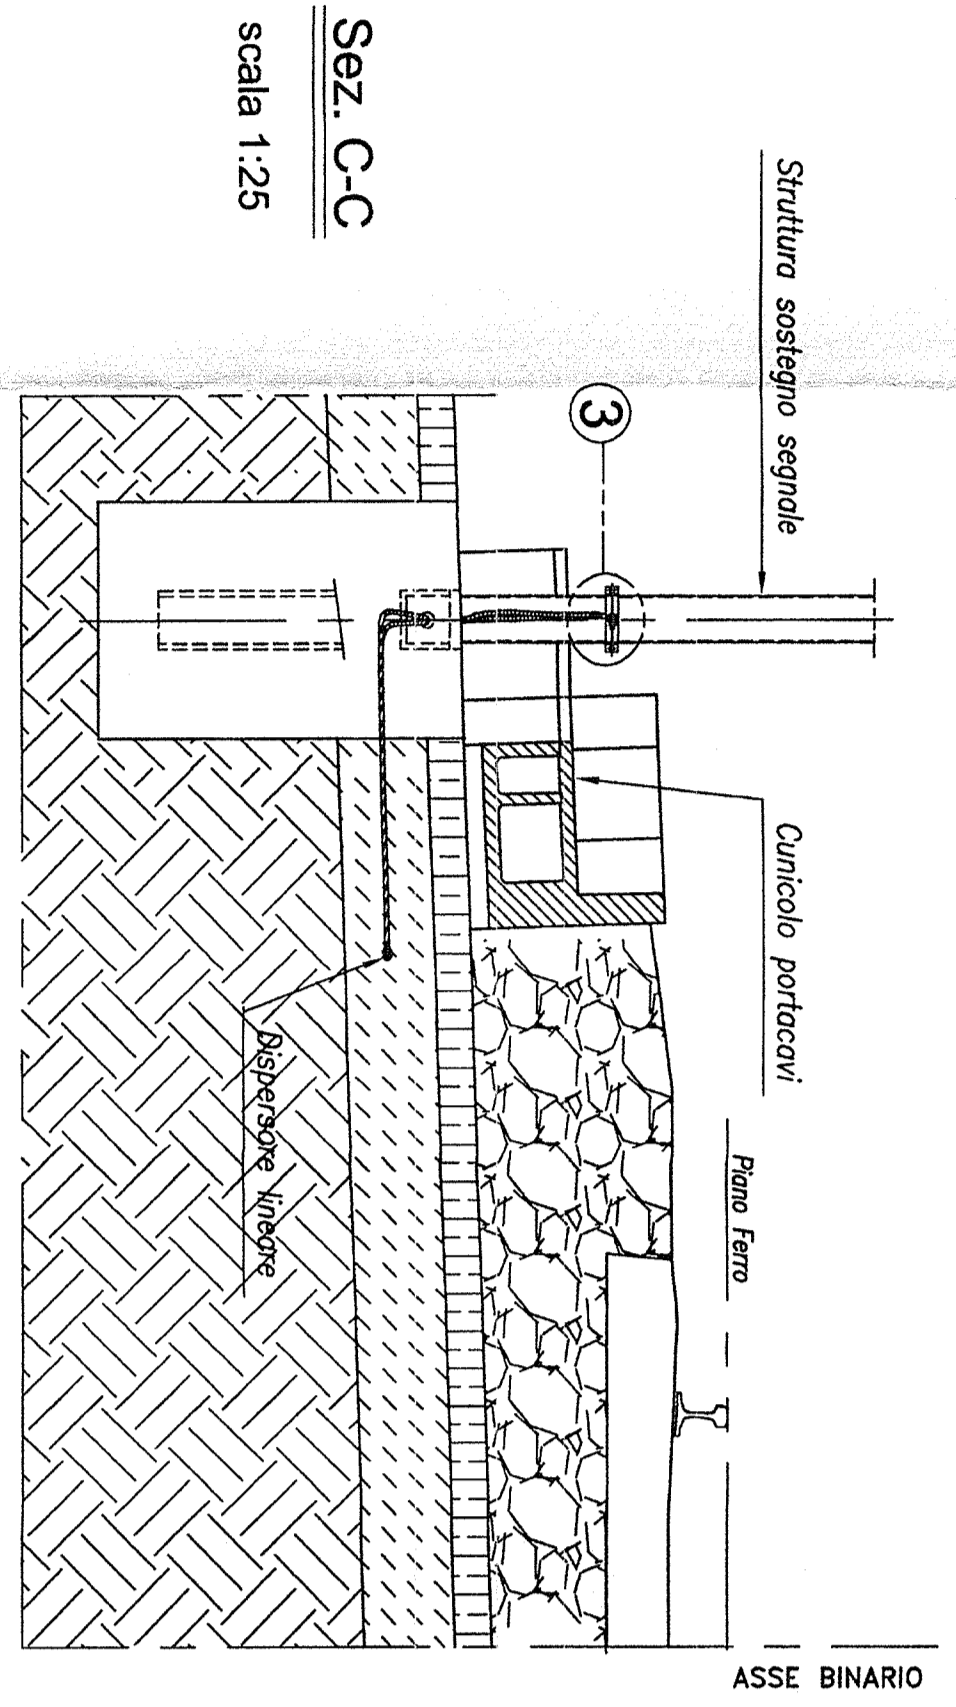 Sez. C-C
scala 1:25
Struttura sostegno segnale
3
Cunicolo portacavi
Piano Ferro
Dispersore lineare
ASSE BINARIO